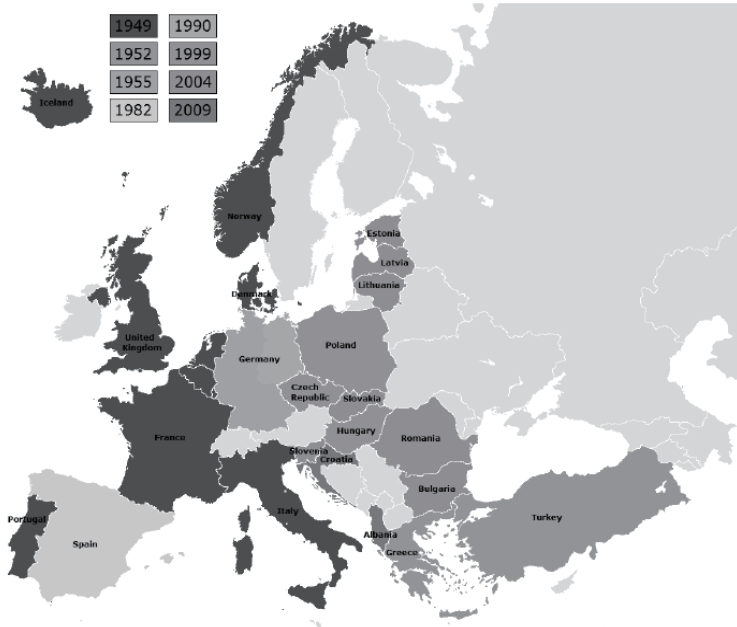 1949 1990
1952 1999
1955 2004
1982 2009
Iceland
Norway
Estonia
Latvia
Lithuania
Denmark
United
Kingdom
Germany
Poland
Czech
Republic
Slovakia
France
Hungary
Romania
Slovenia
Croatia
Bulgaria
Italy
Portugal
Turkey
Albania
Spain
Greece